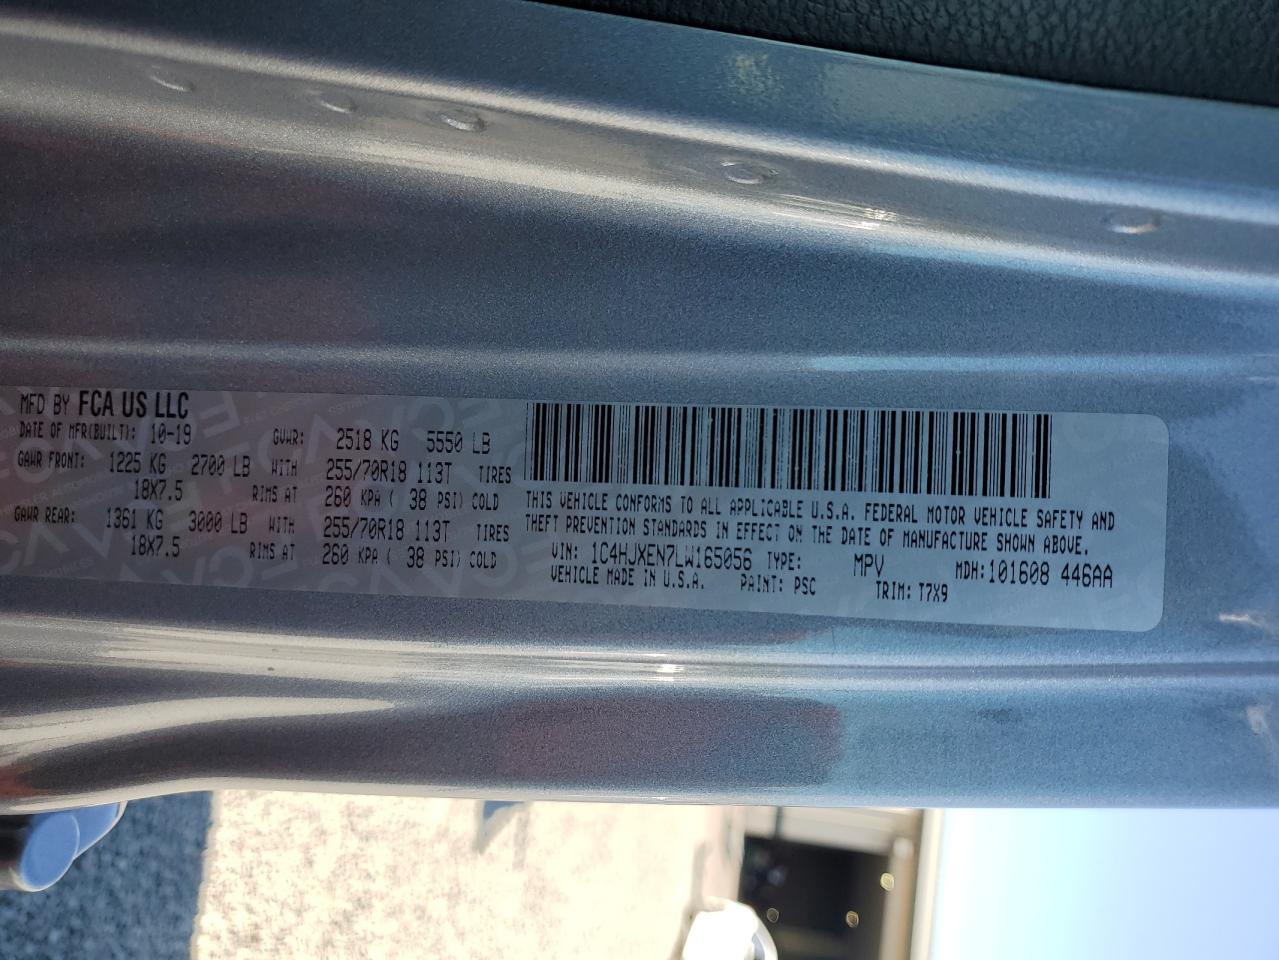 MFD BY FCA US LLC
DATE OF MFR(BUILT): 10-19 GVWR: 2518 KG 5550 LB
GAWR FRONT: 1225 KG 2700 LB WITH 255/70R18 113T TIRES
18X7.5 RIMS AT 260 KPA ( 38 PSI) COLD
GAWR REAR: 1361 KG 3000 LB WITH 255/70R18 113T TIRES
18X7.5 RIMS AT 260 KPA ( 38 PSI) COLD
THIS VEHICLE CONFORMS TO ALL APPLICABLE U.S.A. FEDERAL MOTOR VEHICLE SAFETY AND
THEFT PREVENTION STANDARDS IN EFFECT ON THE DATE OF MANUFACTURE SHOWN ABOVE.
VIN: 1C4HJXEN7LW165056 TYPE: MPV MDH:101608 446AA
VEHICLE MADE IN U.S.A. PAINT: PSC TRIM: T7X9